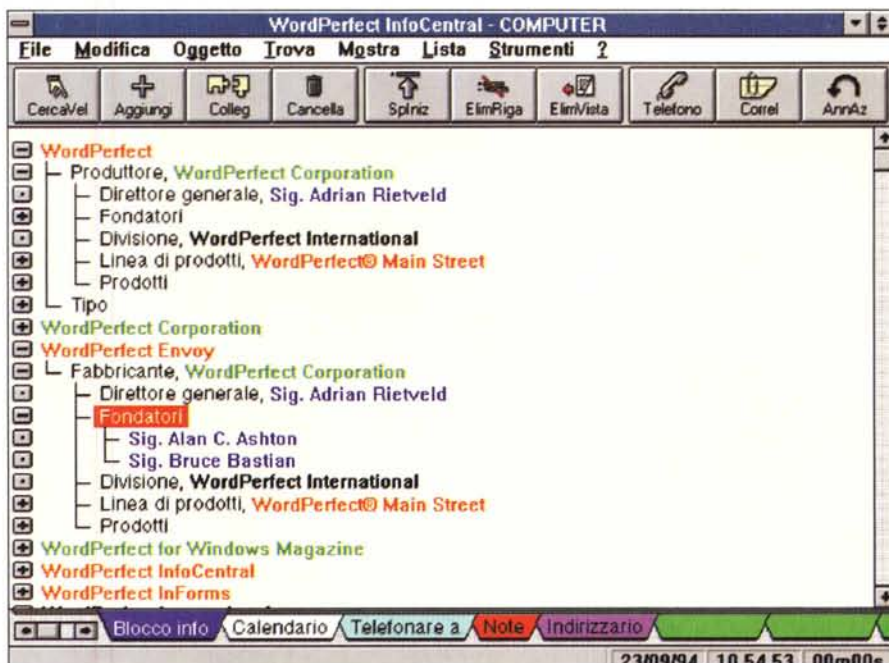 WordPerfect InfoCentral - COMPUTER
File Modifica Oggetto Trova Mostra Lista Strumenti ?
CercaVel Aggiungi Colleg Cancella SpIniz ElimRiga ElimVista Telefono Correl AnnAz
WordPerfect
Produttore, WordPerfect Corporation
Direttore generale, Sig. Adrian Rietveld
Fondatori
Divisione, WordPerfect International
Linea di prodotti, WordPerfect® Main Street
Prodotti
Tipo
WordPerfect Corporation
WordPerfect Envoy
Fabbricante, WordPerfect Corporation
Direttore generale, Sig. Adrian Rietveld
Fondatori
Sig. Alan C. Ashton
Sig. Bruce Bastian
Divisione, WordPerfect International
Linea di prodotti, WordPerfect® Main Street
Prodotti
WordPerfect for Windows Magazine
WordPerfect InfoCentral
WordPerfect InForms
Blocco info Calendario Telefonare a Note Indirizzario
23/09/94 10.54.53 00m00s